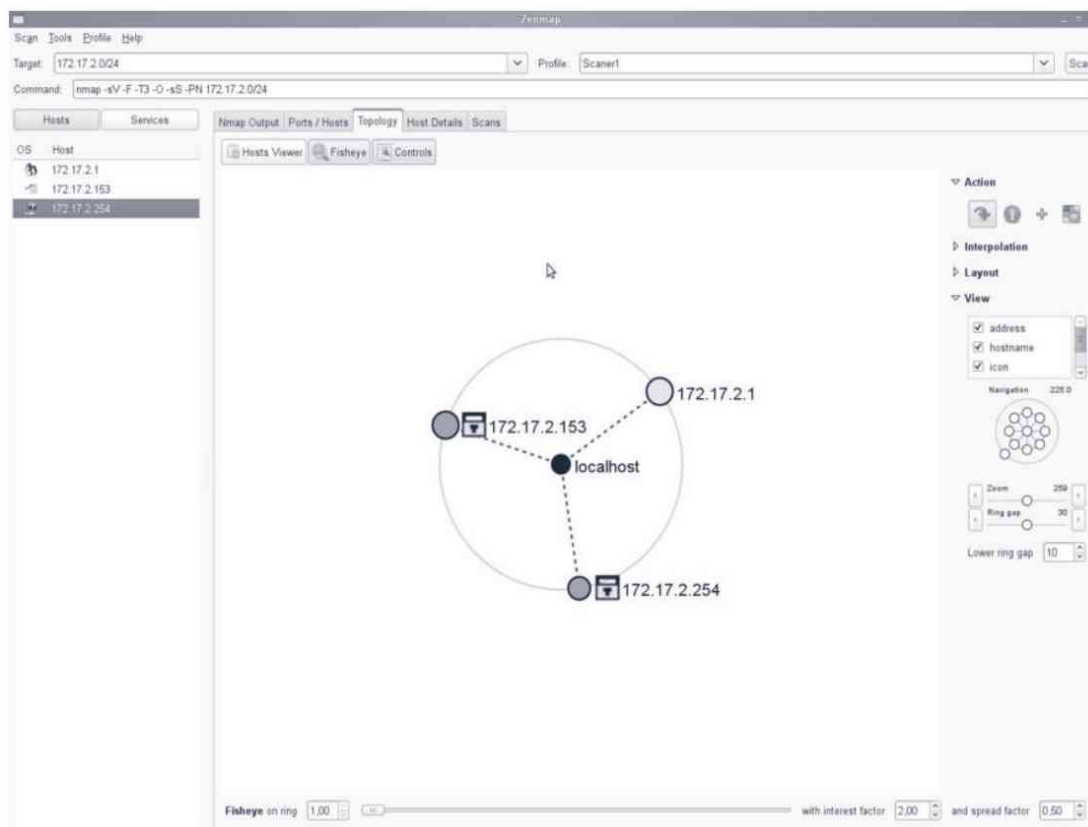 Zenmap
Scan Tools Profile Help
Target: 172.17.2.0/24 Profile: Scaner1 Sca
Command: nmap -sV -F -T3 -O -sS -PN 172.17.2.0/24
Hosts Services
Nmap Output Ports / Hosts Topology Host Details Scans
OS Host
Hosts Viewer Fisheye Controls
172.17.2.1
172.17.2.153
172.17.2.254
Action
Interpolation
Layout
View
address
hostname
icon
Navigation 226.0
172.17.2.1
172.17.2.153
localhost
Zoom 259
Ring gap 30
Lower ring gap 10
172.17.2.254
Fisheye on ring 1,00 with interest factor 2,00 and spread factor 0,50